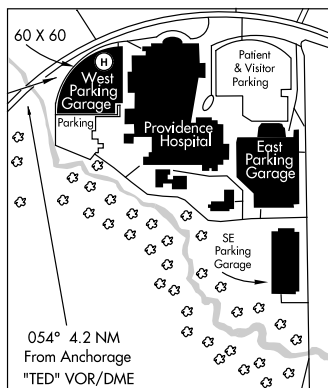 60 X 60
H
West
Parking
Garage
Parking
Patient
& Visitor
Parking
Providence
Hospital
East
Parking
Garage
SE
Parking
Garage
054° 4.2 NM
From Anchorage
"TED" VOR/DME